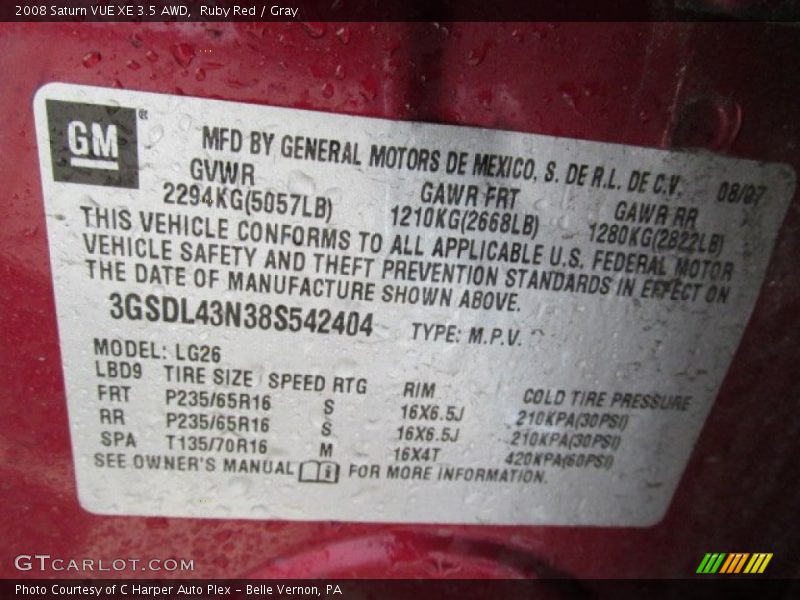 2008 Saturn VUE XE 3.5 AWD, Ruby Red / Gray
GM®
MFD BY GENERAL MOTORS DE MEXICO, S. DE R.L. DE C.V. 08/07
GVWR GAWR FRT GAWR RR
2294KG(5057LB) 1210KG(2668LB) 1280KG(2822LB)
THIS VEHICLE CONFORMS TO ALL APPLICABLE U.S. FEDERAL MOTOR
VEHICLE SAFETY AND THEFT PREVENTION STANDARDS IN EFFECT ON
THE DATE OF MANUFACTURE SHOWN ABOVE.
3GSDL43N38S542404 TYPE: M.P.V.
MODEL: LG26
LBD9 TIRE SIZE SPEED RTG RIM COLD TIRE PRESSURE
FRT P235/65R16 S 16X6.5J 210KPA(30PSI)
RR P235/65R16 S 16X6.5J 210KPA(30PSI)
SPA T135/70R16 M 16X4T 420KPA(60PSI)
SEE OWNER'S MANUAL FOR MORE INFORMATION.
GTCARLOT.COM
Photo Courtesy of C Harper Auto Plex - Belle Vernon, PA